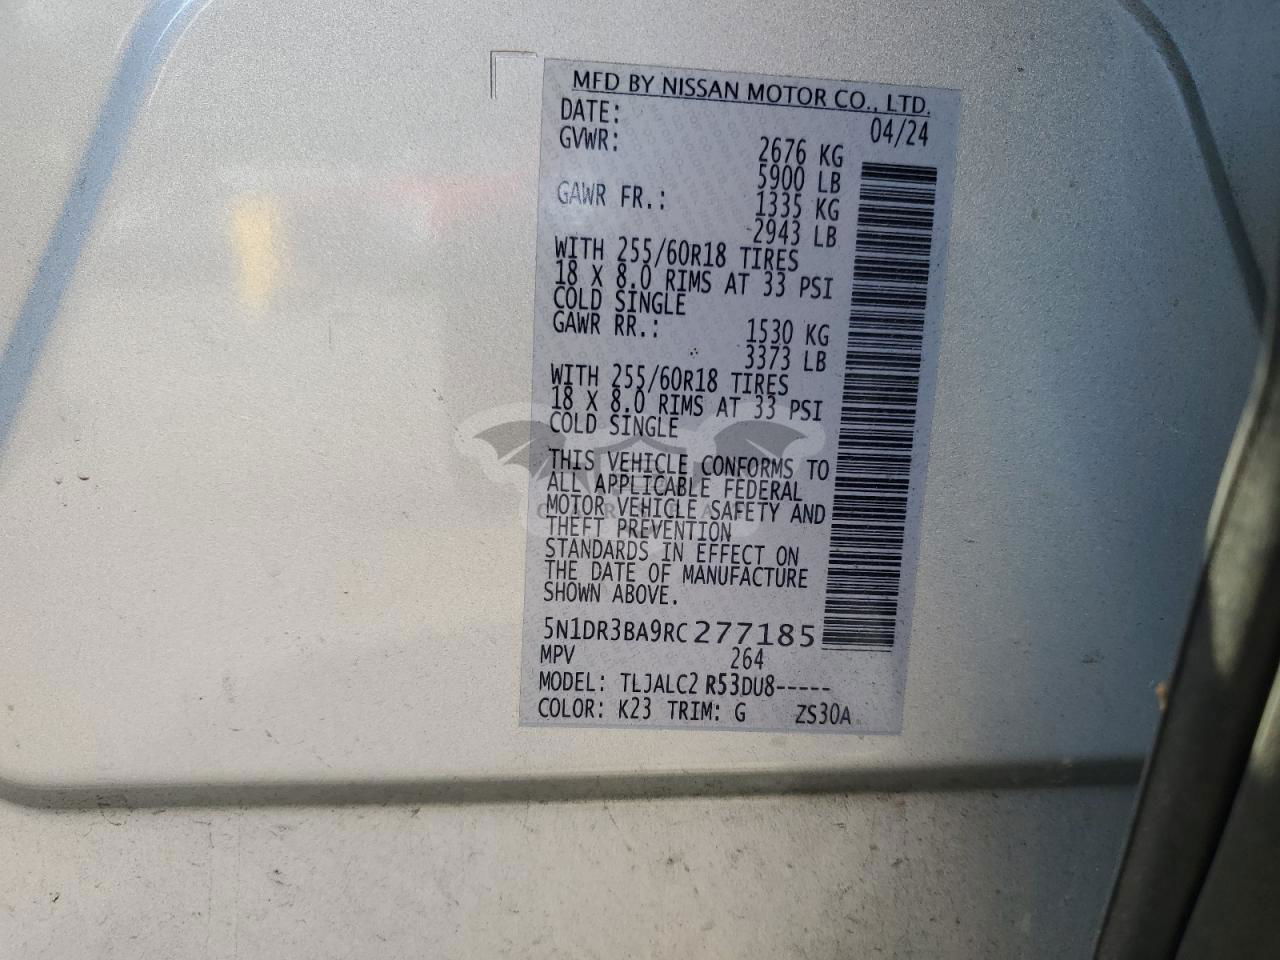 MFD BY NISSAN MOTOR CO., LTD.
DATE: 04/24
GVWR: 2676 KG
5900 LB
GAWR FR.: 1335 KG
2943 LB
WITH 255/60R18 TIRES
18 X 8.0 RIMS AT 33 PSI
COLD SINGLE
GAWR RR.: 1530 KG
3373 LB
WITH 255/60R18 TIRES
18 X 8.0 RIMS AT 33 PSI
COLD SINGLE
THIS VEHICLE CONFORMS TO
ALL APPLICABLE FEDERAL
MOTOR VEHICLE SAFETY AND
THEFT PREVENTION
STANDARDS IN EFFECT ON
THE DATE OF MANUFACTURE
SHOWN ABOVE.
5N1DR3BA9RC277185
MPV 264
MODEL: TLJALC2 R53DU8-----
COLOR: K23 TRIM: G ZS30A